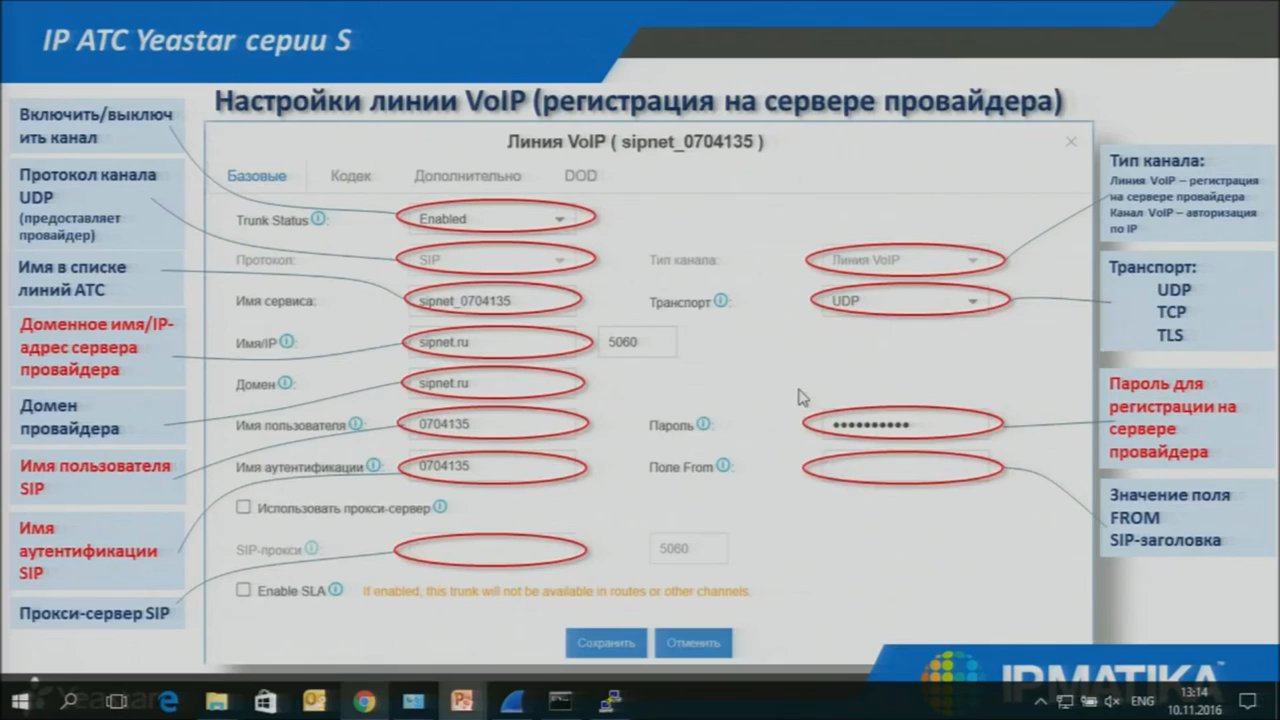 IP АТС Yeastar серии S
Настройки линии VoIP (регистрация на сервере провайдера)
Включить/выключ
ить канал
Протокол канала
UDP
(предоставляет
провайдер)
Имя в списке
линий АТС
Доменное имя/IP-
адрес сервера
провайдера
Домен
провайдера
Имя пользователя
SIP
Имя
аутентификации
SIP
Прокси-сервер SIP
Линия VoIP ( sipnet_0704135 )
Базовые Кодек Дополнительно DOD
Trunk Status : Enabled
Протокол: SIP Тип канала: Линия VoIP
Имя сервиса: sipnet_0704135 Транспорт : UDP
Имя/IP : sipnet.ru 5060
Домен : sipnet.ru
Имя пользователя : 0704135 Пароль : ••••••••••
Имя аутентификации : 0704135 Поле From :
Использовать прокси-сервер
SIP-прокси : 5060
Enable SLA If enabled, this trunk will not be available in routes or other channels.
Сохранить Отменить
Тип канала:
Линия VoIP – регистрация
на сервере провайдера
Канал VoIP – авторизация
по IP
Транспорт:
UDP
TCP
TLS
Пароль для
регистрации на
сервере
провайдера
Значение поля
FROM
SIP-заголовка
IPMATIKA™
Yeastar
ENG
13:14
10.11.2016